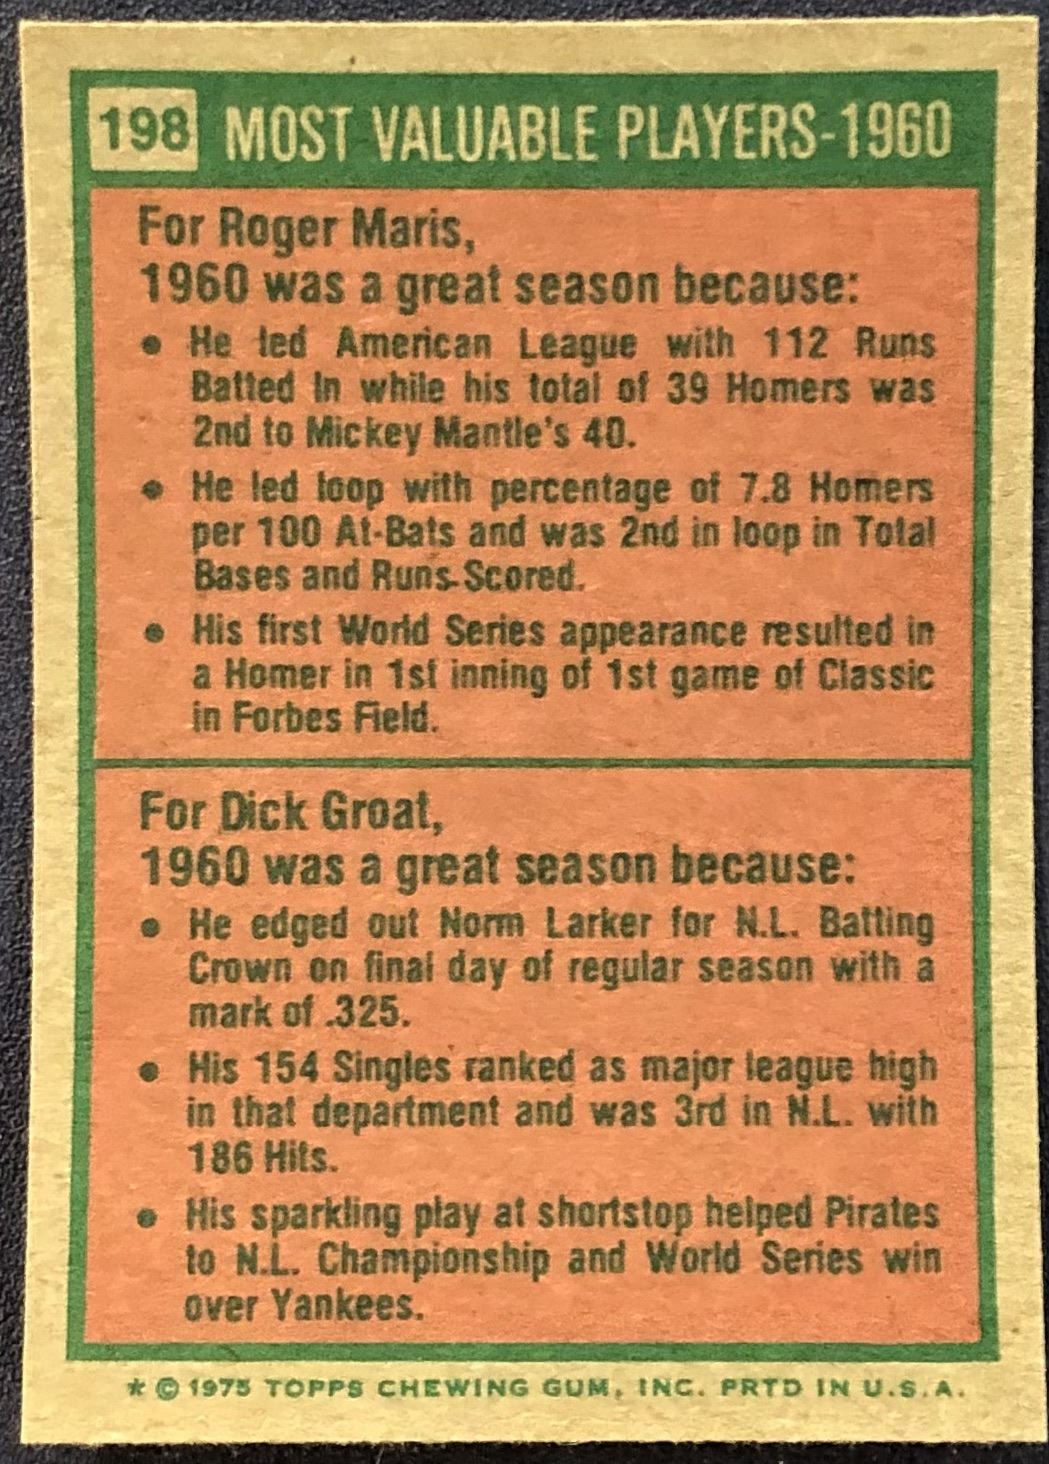 198 MOST VALUABLE PLAYERS-1960
For Roger Maris,
1960 was a great season because:
• He led American League with 112 Runs
Batted In while his total of 39 Homers was
2nd to Mickey Mantle's 40.
• He led loop with percentage of 7.8 Homers
per 100 At-Bats and was 2nd in loop in Total
Bases and Runs Scored.
• His first World Series appearance resulted in
a Homer in 1st inning of 1st game of Classic
in Forbes Field.
For Dick Groat,
1960 was a great season because:
• He edged out Norm Larker for N.L. Batting
Crown on final day of regular season with a
mark of .325.
• His 154 Singles ranked as major league high
in that department and was 3rd in N.L. with
186 Hits.
• His sparkling play at shortstop helped Pirates
to N.L. Championship and World Series win
over Yankees.
* © 1975 TOPPS CHEWING GUM, INC. PRTD IN U.S.A.